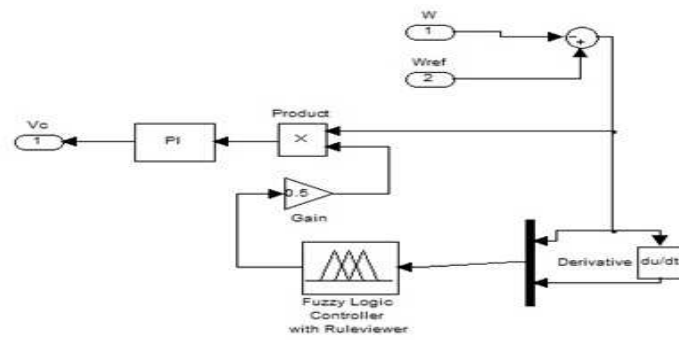 W
1
Wref
2
-
+
Product
Vc
1
PI
×
0.5
Gain
Derivative
du/dt
Fuzzy Logic
Controller
with Ruleviewer